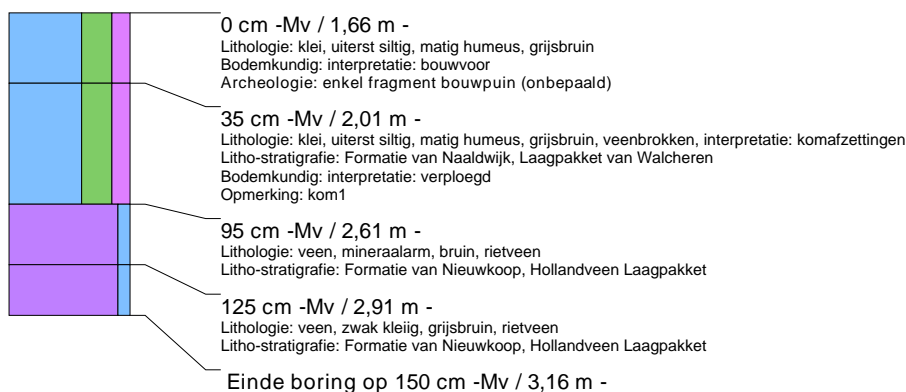 0 cm -Mv / 1,66 m -
Lithologie: klei, uiterst siltig, matig humeus, grijsbruin
Bodemkundig: interpretatie: bouwvoor
Archeologie: enkel fragment bouwpuin (onbepaald)
35 cm -Mv / 2,01 m -
Lithologie: klei, uiterst siltig, matig humeus, grijsbruin, veenbrokken, interpretatie: komafzettingen
Litho-stratigrafie: Formatie van Naaldwijk, Laagpakket van Walcheren
Bodemkundig: interpretatie: verploegd
Opmerking: kom1
95 cm -Mv / 2,61 m -
Lithologie: veen, mineraalarm, bruin, rietveen
Litho-stratigrafie: Formatie van Nieuwkoop, Hollandveen Laagpakket
125 cm -Mv / 2,91 m -
Lithologie: veen, zwak kleiig, grijsbruin, rietveen
Litho-stratigrafie: Formatie van Nieuwkoop, Hollandveen Laagpakket
Einde boring op 150 cm -Mv / 3,16 m -